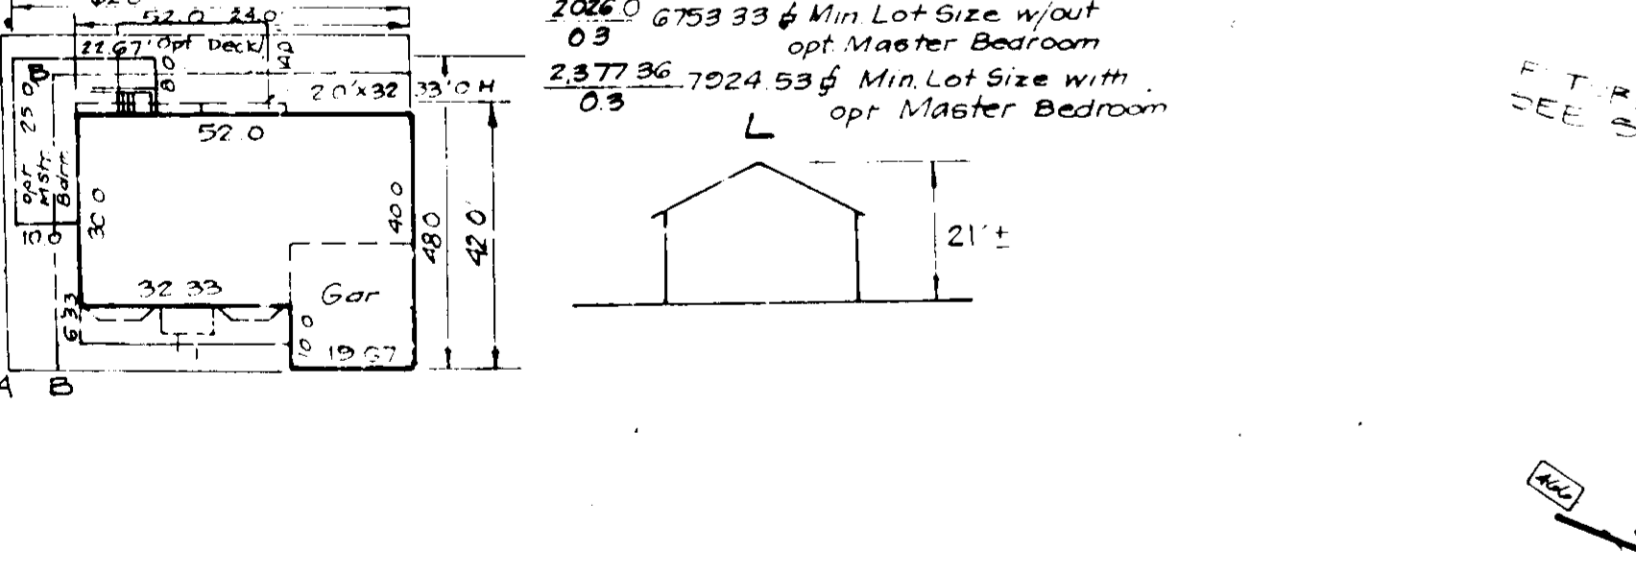 52.0 24.0
22.67' Opt Deck
8 0
B
20'x32 33'0 H
25 0
52.0
opt
Mstr
Bdrm
30 0
40 0
48 0
42 0'
32 33
Gar
6 33
10 0
19 67
A B
2026.0 6753 33 ⌀ Min. Lot Size w/out
0 3
opt. Master Bedroom
2,377 36 7924.53 ⌀ Min. Lot Size with
0.3
opt Master Bedroom
L
21' ±
SEE